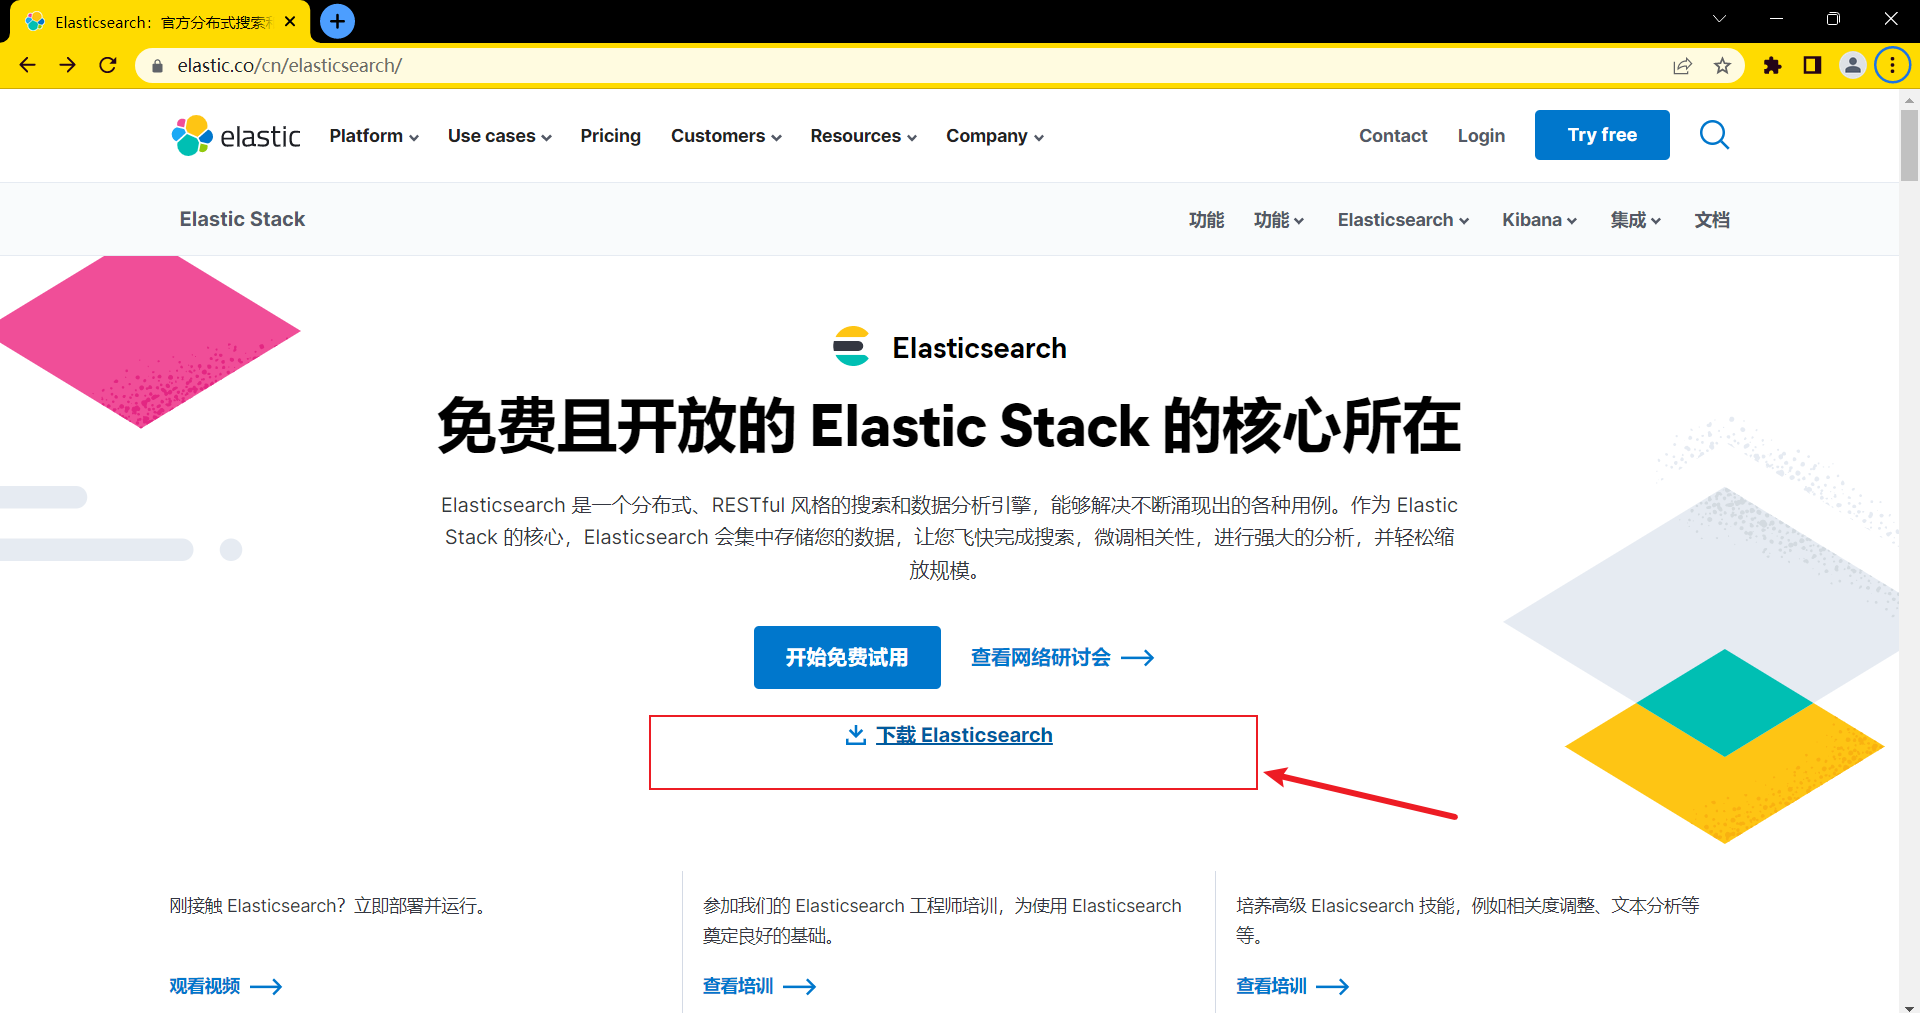 Elasticsearch：官方分布式搜索
elastic.co/cn/elasticsearch/
elastic Platform Use cases Pricing Customers Resources Company Contact Login Try free
Elastic Stack 功能 功能 Elasticsearch Kibana 集成 文档
Elasticsearch
免费且开放的 Elastic Stack 的核心所在
Elasticsearch 是一个分布式、RESTful 风格的搜索和数据分析引擎，能够解决不断涌现出的各种用例。作为 Elastic
Stack 的核心，Elasticsearch 会集中存储您的数据，让您飞快完成搜索，微调相关性，进行强大的分析，并轻松缩
放规模。
开始免费试用 查看网络研讨会
下载 Elasticsearch
刚接触 Elasticsearch？立即部署并运行。
观看视频
参加我们的 Elasticsearch 工程师培训，为使用 Elasticsearch
奠定良好的基础。
查看培训
培养高级 Elasicsearch 技能，例如相关度调整、文本分析等
等。
查看培训